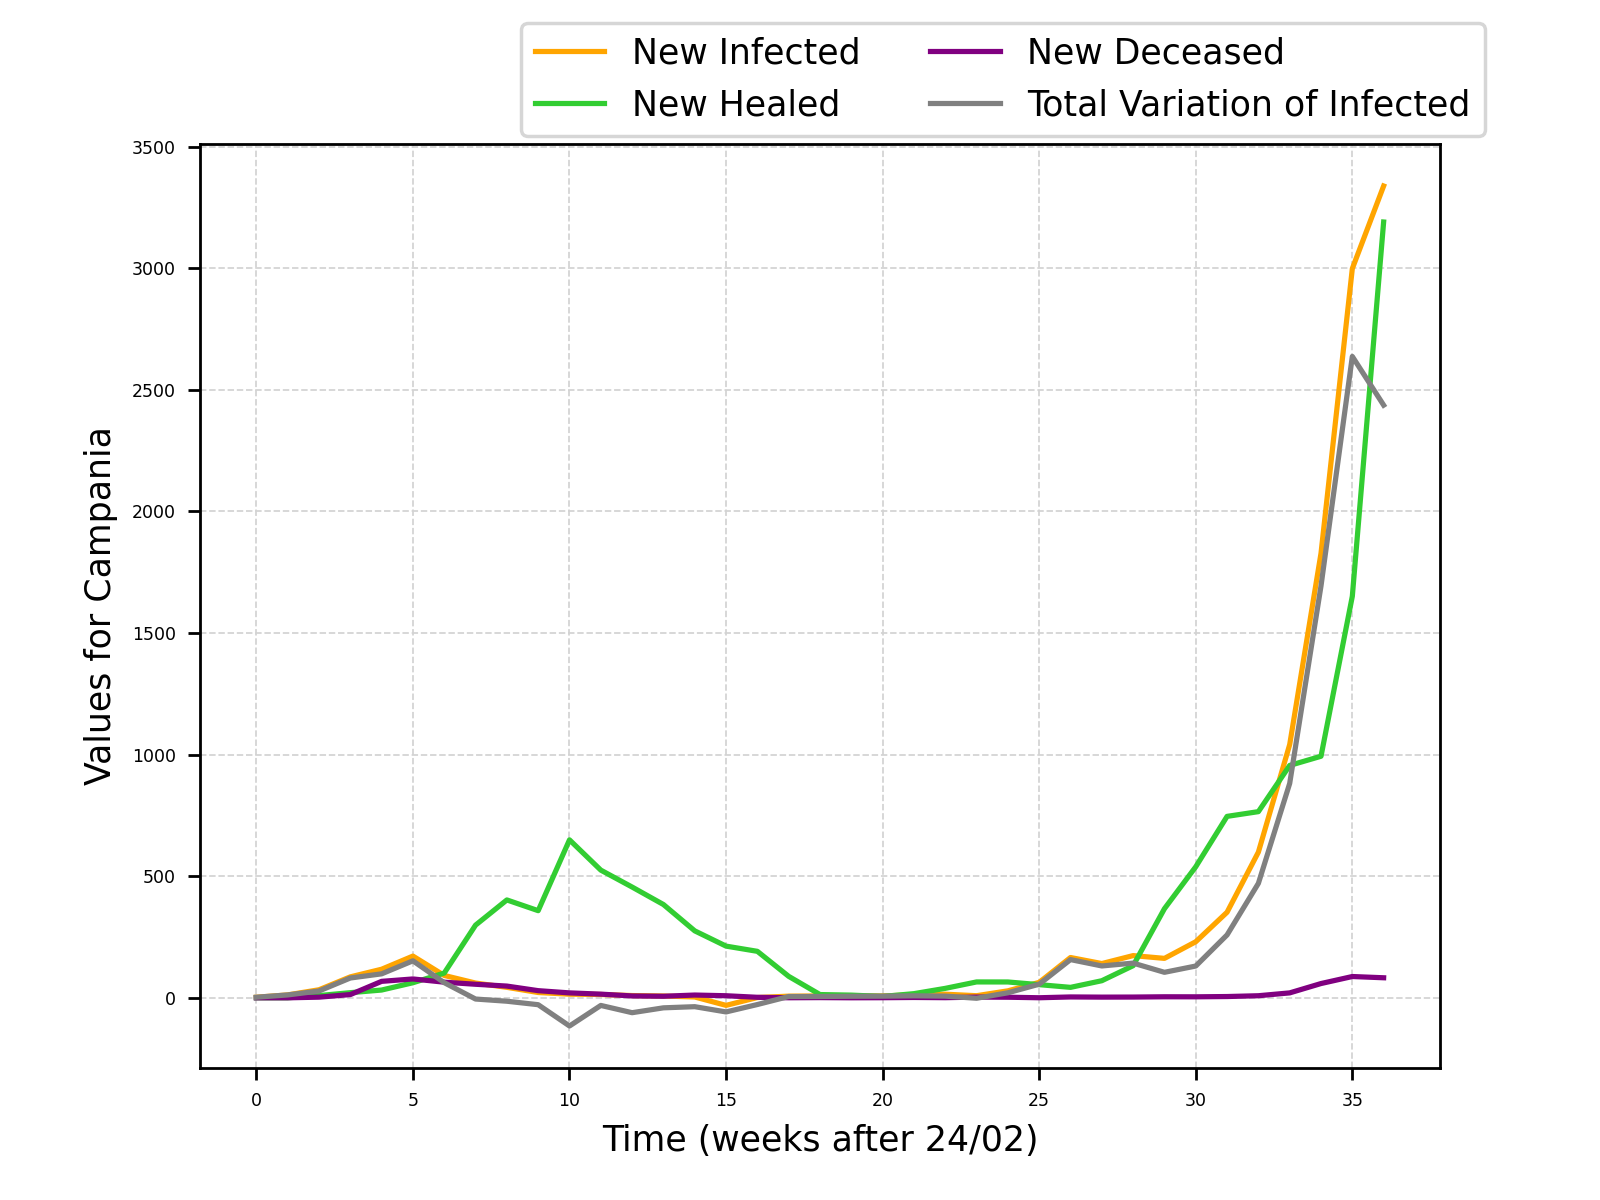 New Infected
New Healed
New Deceased
Total Variation of Infected
3500
3000
2500
2000
1500
1000
500
0
Values for Campania
0 5 10 15 20 25 30 35
Time (weeks after 24/02)